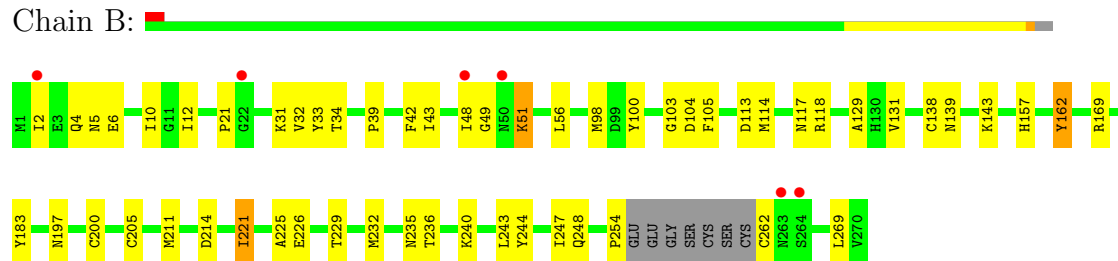 Chain B:
M1 I2 E3 Q4 N5 E6 I10 G11 I12 P21 G22 K31 V32 Y33 T34 P39 F42 I43 I48 G49 N50 K51 L56 M98 D99 Y100 G103 D104 F105 D113 M114 N117 R118 A129 H130 V131 C138 N139 K143 H157 Y162 R169
Y183 N197 C200 C205 M211 D214 I221 A225 E226 T229 M232 N235 T236 K240 L243 Y244 I247 Q248 P254 GLU GLU GLY SER CYS SER CYS C262 N263 S264 L269 V270